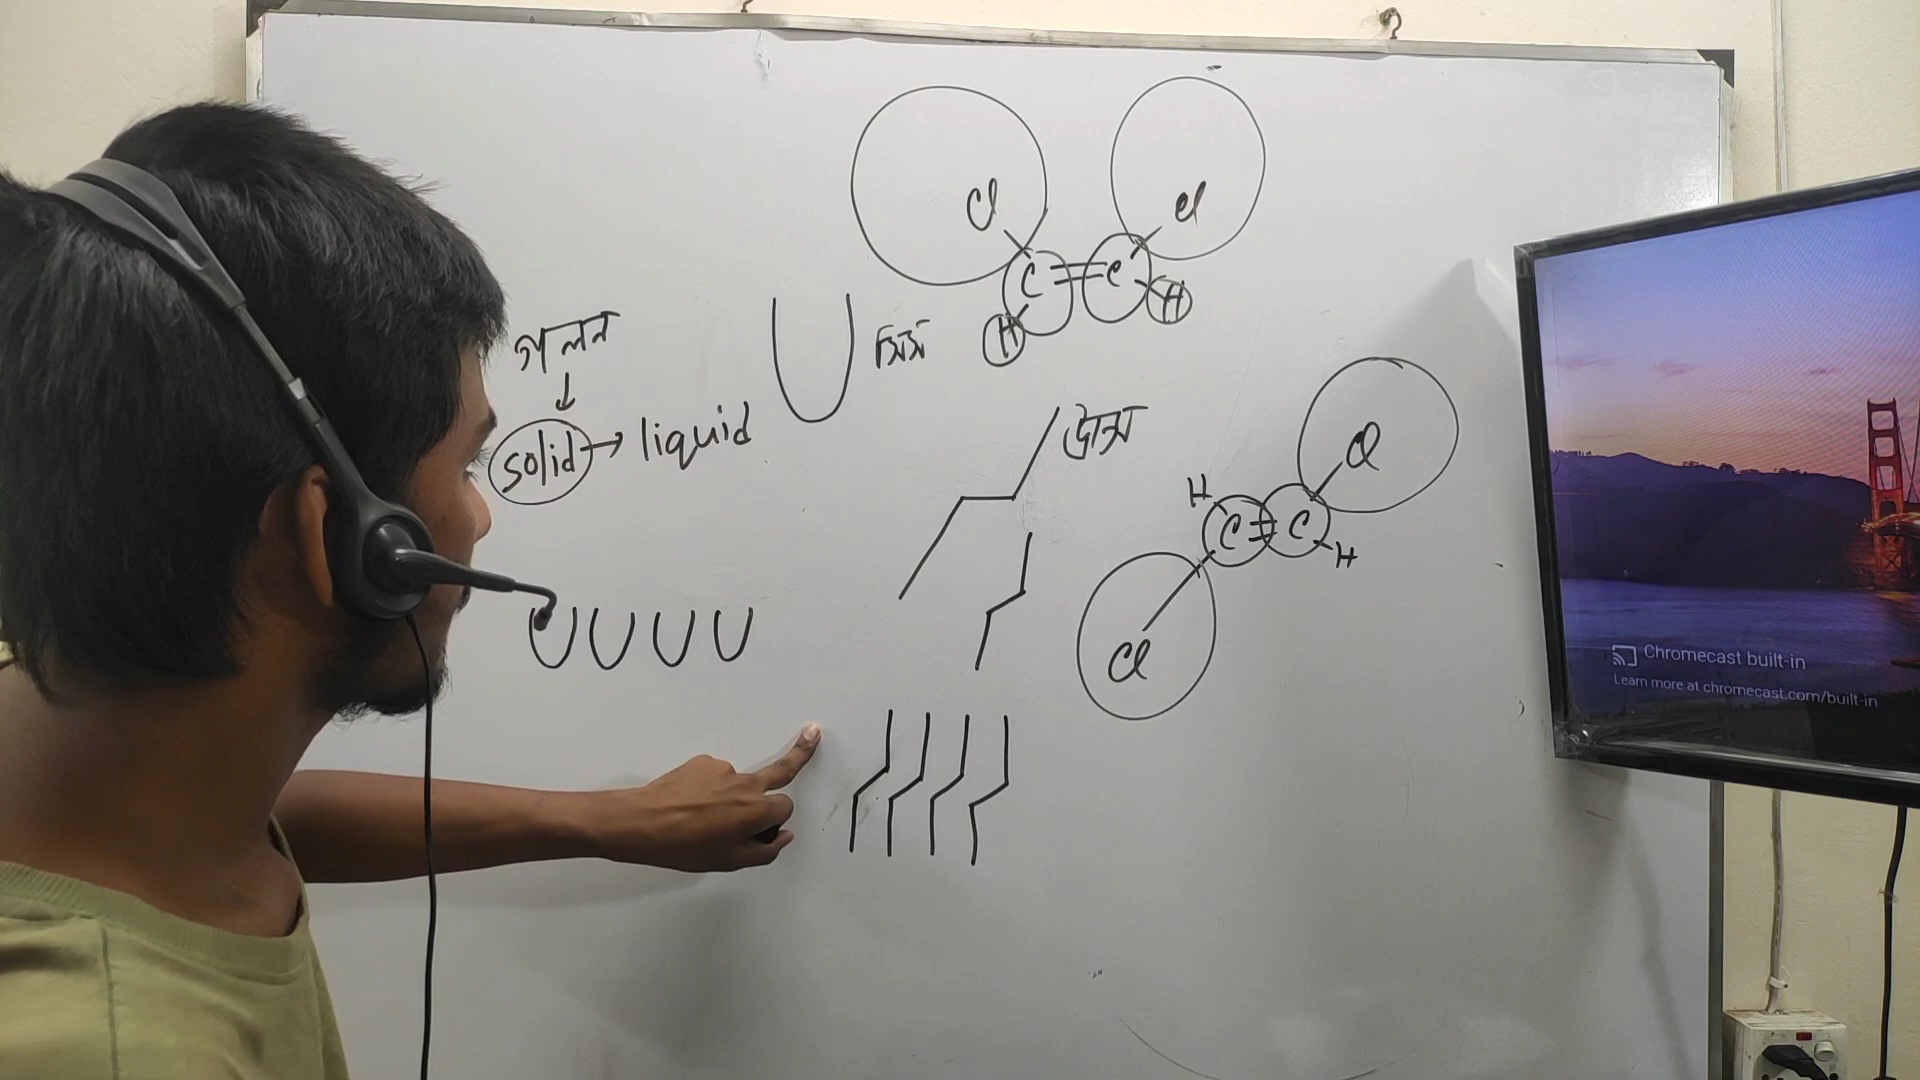 Cl Cl
C = C
H H
সিস
গলন
↓
solid → liquid
ট্রান্স
Cl
H
C = C
H
Cl
Chromecast built-in
Learn more at chromecast.com/built-in